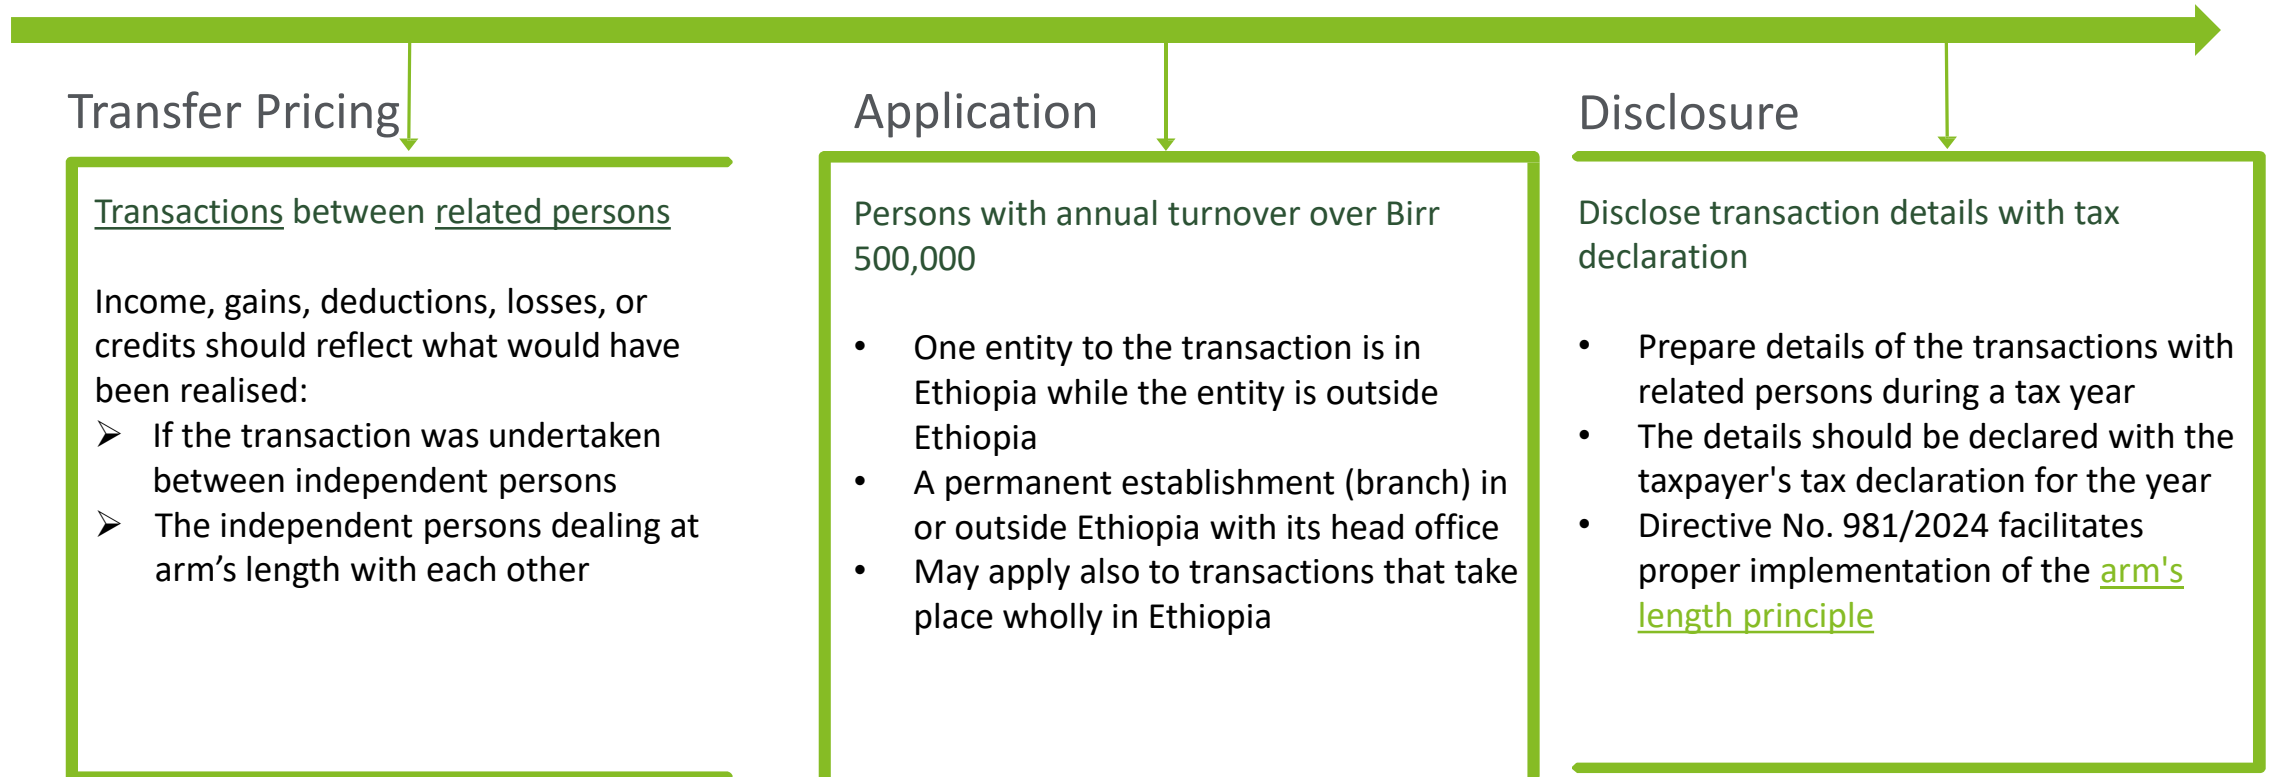 Transfer Pricing
Transactions between related persons
Income, gains, deductions, losses, or
credits should reflect what would have
been realised:
➢ If the transaction was undertaken
between independent persons
➢ The independent persons dealing at
arm’s length with each other
Application
Persons with annual turnover over Birr
500,000
• One entity to the transaction is in
Ethiopia while the entity is outside
Ethiopia
• A permanent establishment (branch) in
or outside Ethiopia with its head office
• May apply also to transactions that take
place wholly in Ethiopia
Disclosure
Disclose transaction details with tax
declaration
• Prepare details of the transactions with
related persons during a tax year
• The details should be declared with the
taxpayer's tax declaration for the year
• Directive No. 981/2024 facilitates
proper implementation of the arm's
length principle